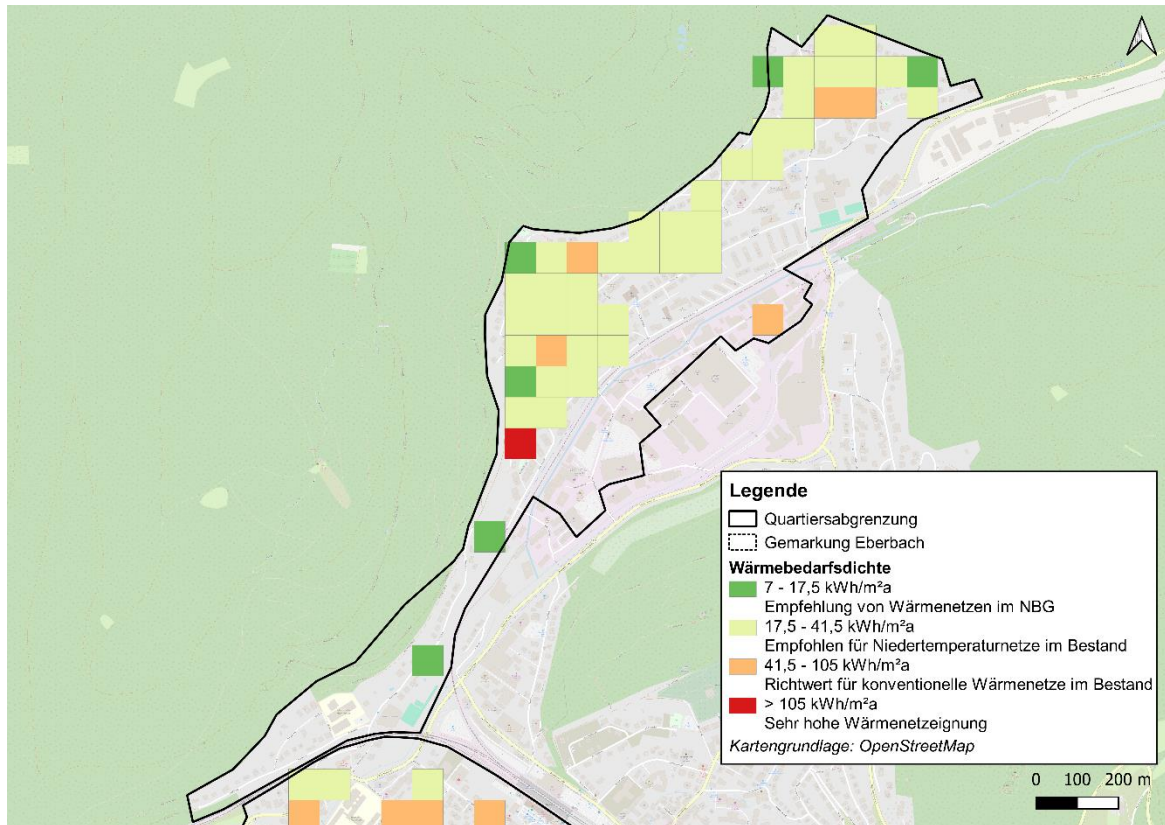 Legende
Quartiersabgrenzung
Gemarkung Eberbach
Wärmebedarfsdichte
7 - 17,5 kWh/m²a
Empfehlung von Wärmenetzen im NBG
17,5 - 41,5 kWh/m²a
Empfohlen für Niedertemperaturnetze im Bestand
41,5 - 105 kWh/m²a
Richtwert für konventionelle Wärmenetze im Bestand
> 105 kWh/m²a
Sehr hohe Wärmenetzeignung
Kartengrundlage: OpenStreetMap
0 100 200 m